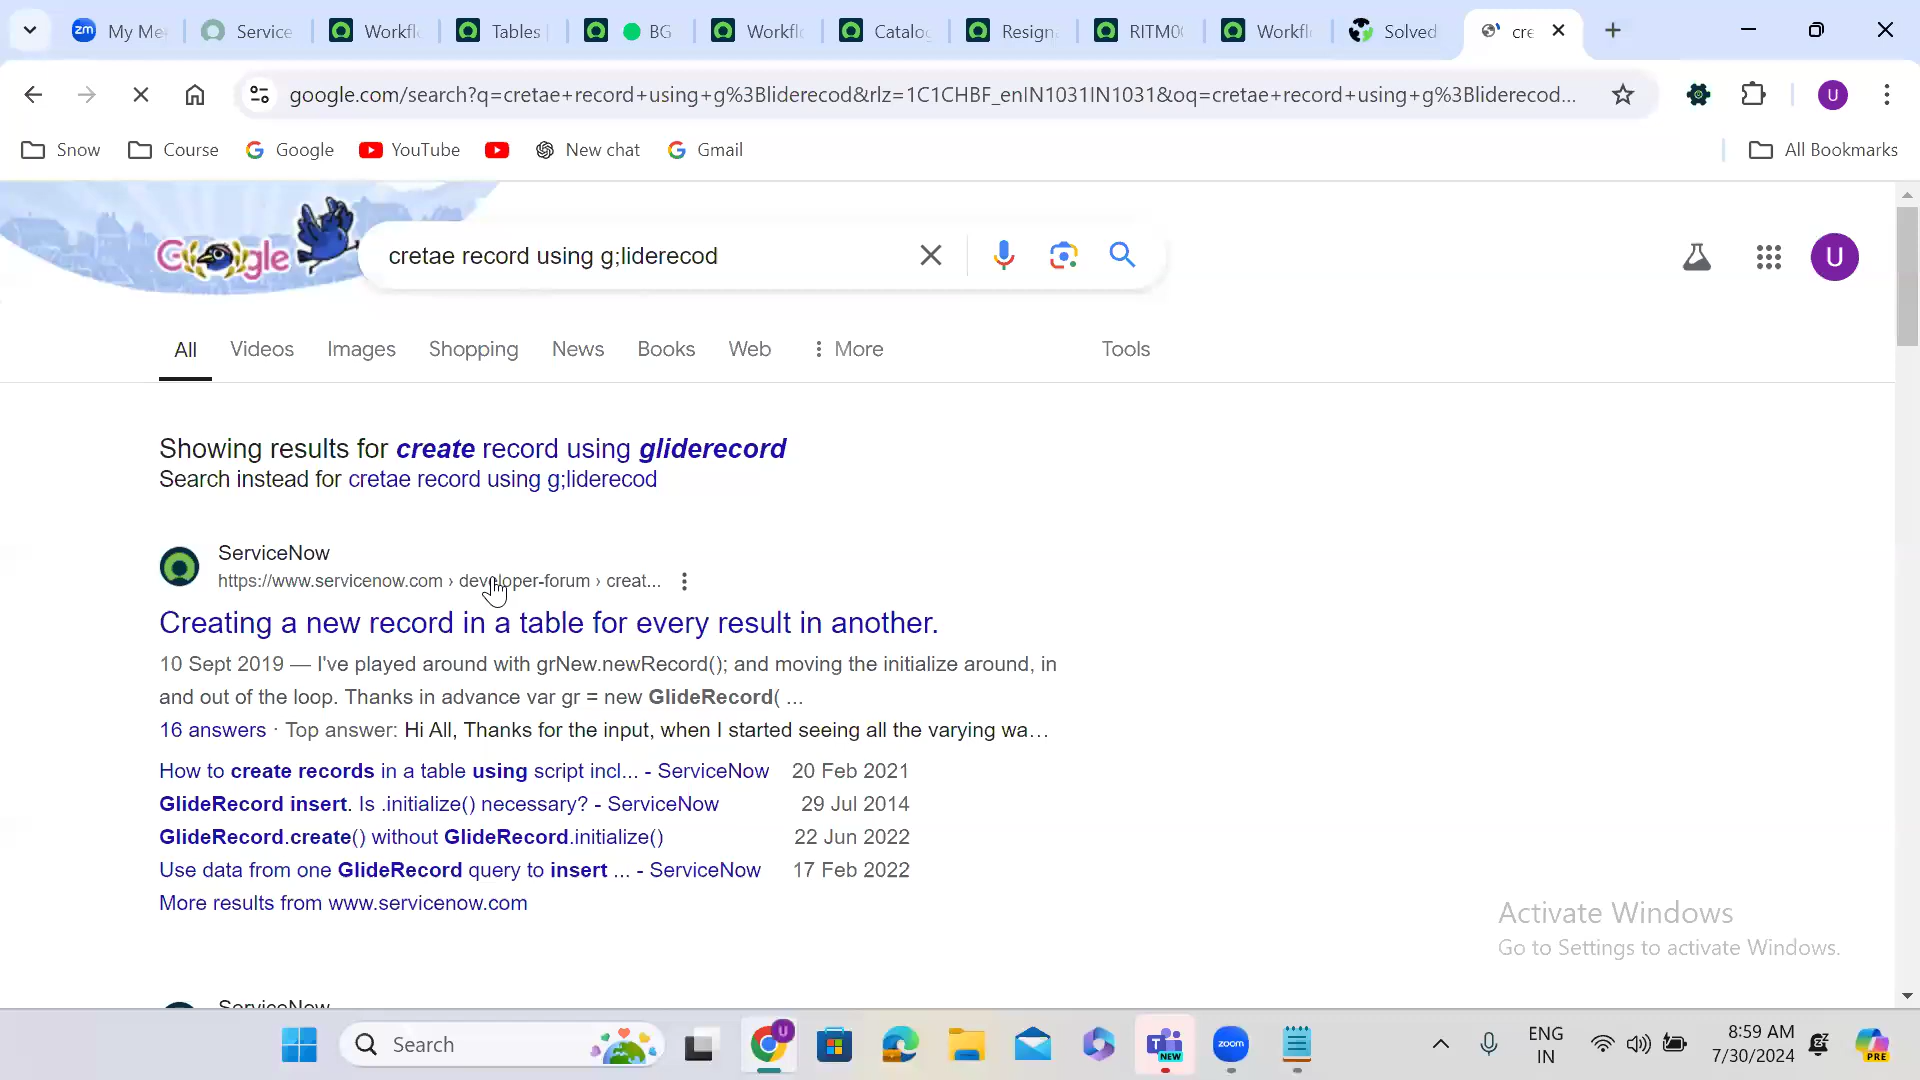 My Me
Service
Workfl
Tables
BG
Workfl
Catalog
Resign
RITM0
Workfl
Solved
cre
google.com/search?q=cretae+record+using+g%3Bliderecod&rlz=1C1CHBF_enIN1031IN1031&oq=cretae+record+using+g%3Bliderecod...
U
Snow
Course
Google
YouTube
New chat
Gmail
All Bookmarks
Google
cretae record using g;liderecod
U
All
Videos
Images
Shopping
News
Books
Web
More
Tools
Showing results for create record using gliderecord
Search instead for cretae record using g;liderecod
ServiceNow
https://www.servicenow.com › developer-forum › creat...
Creating a new record in a table for every result in another.
10 Sept 2019 — I've played around with grNew.newRecord(); and moving the initialize around, in
and out of the loop. Thanks in advance var gr = new GlideRecord( ...
16 answers · Top answer: Hi All, Thanks for the input, when I started seeing all the varying wa...
How to create records in a table using script incl... - ServiceNow 20 Feb 2021
GlideRecord insert. Is .initialize() necessary? - ServiceNow 29 Jul 2014
GlideRecord.create() without GlideRecord.initialize() 22 Jun 2022
Use data from one GlideRecord query to insert ... - ServiceNow 17 Feb 2022
More results from www.servicenow.com
Activate Windows
Go to Settings to activate Windows.
ServiceNow
Search
U
NEW
zoom
ENG
IN
8:59 AM
7/30/2024
PRE